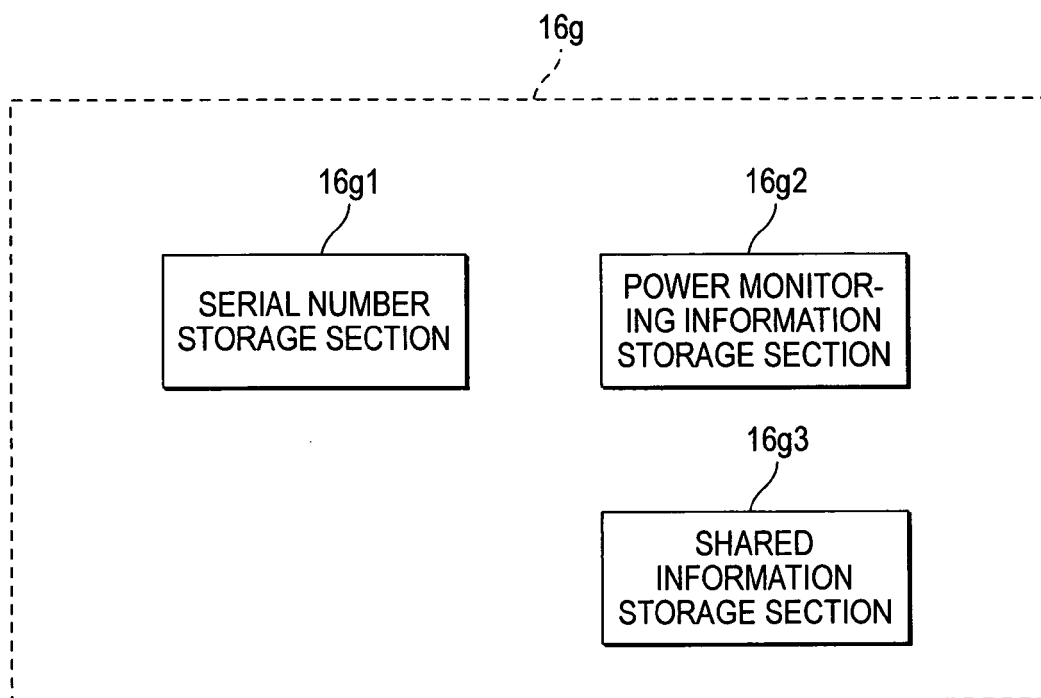 16g
16g1
16g2
SERIAL NUMBER
STORAGE SECTION
POWER MONITOR-
ING INFORMATION
STORAGE SECTION
16g3
SHARED
INFORMATION
STORAGE SECTION